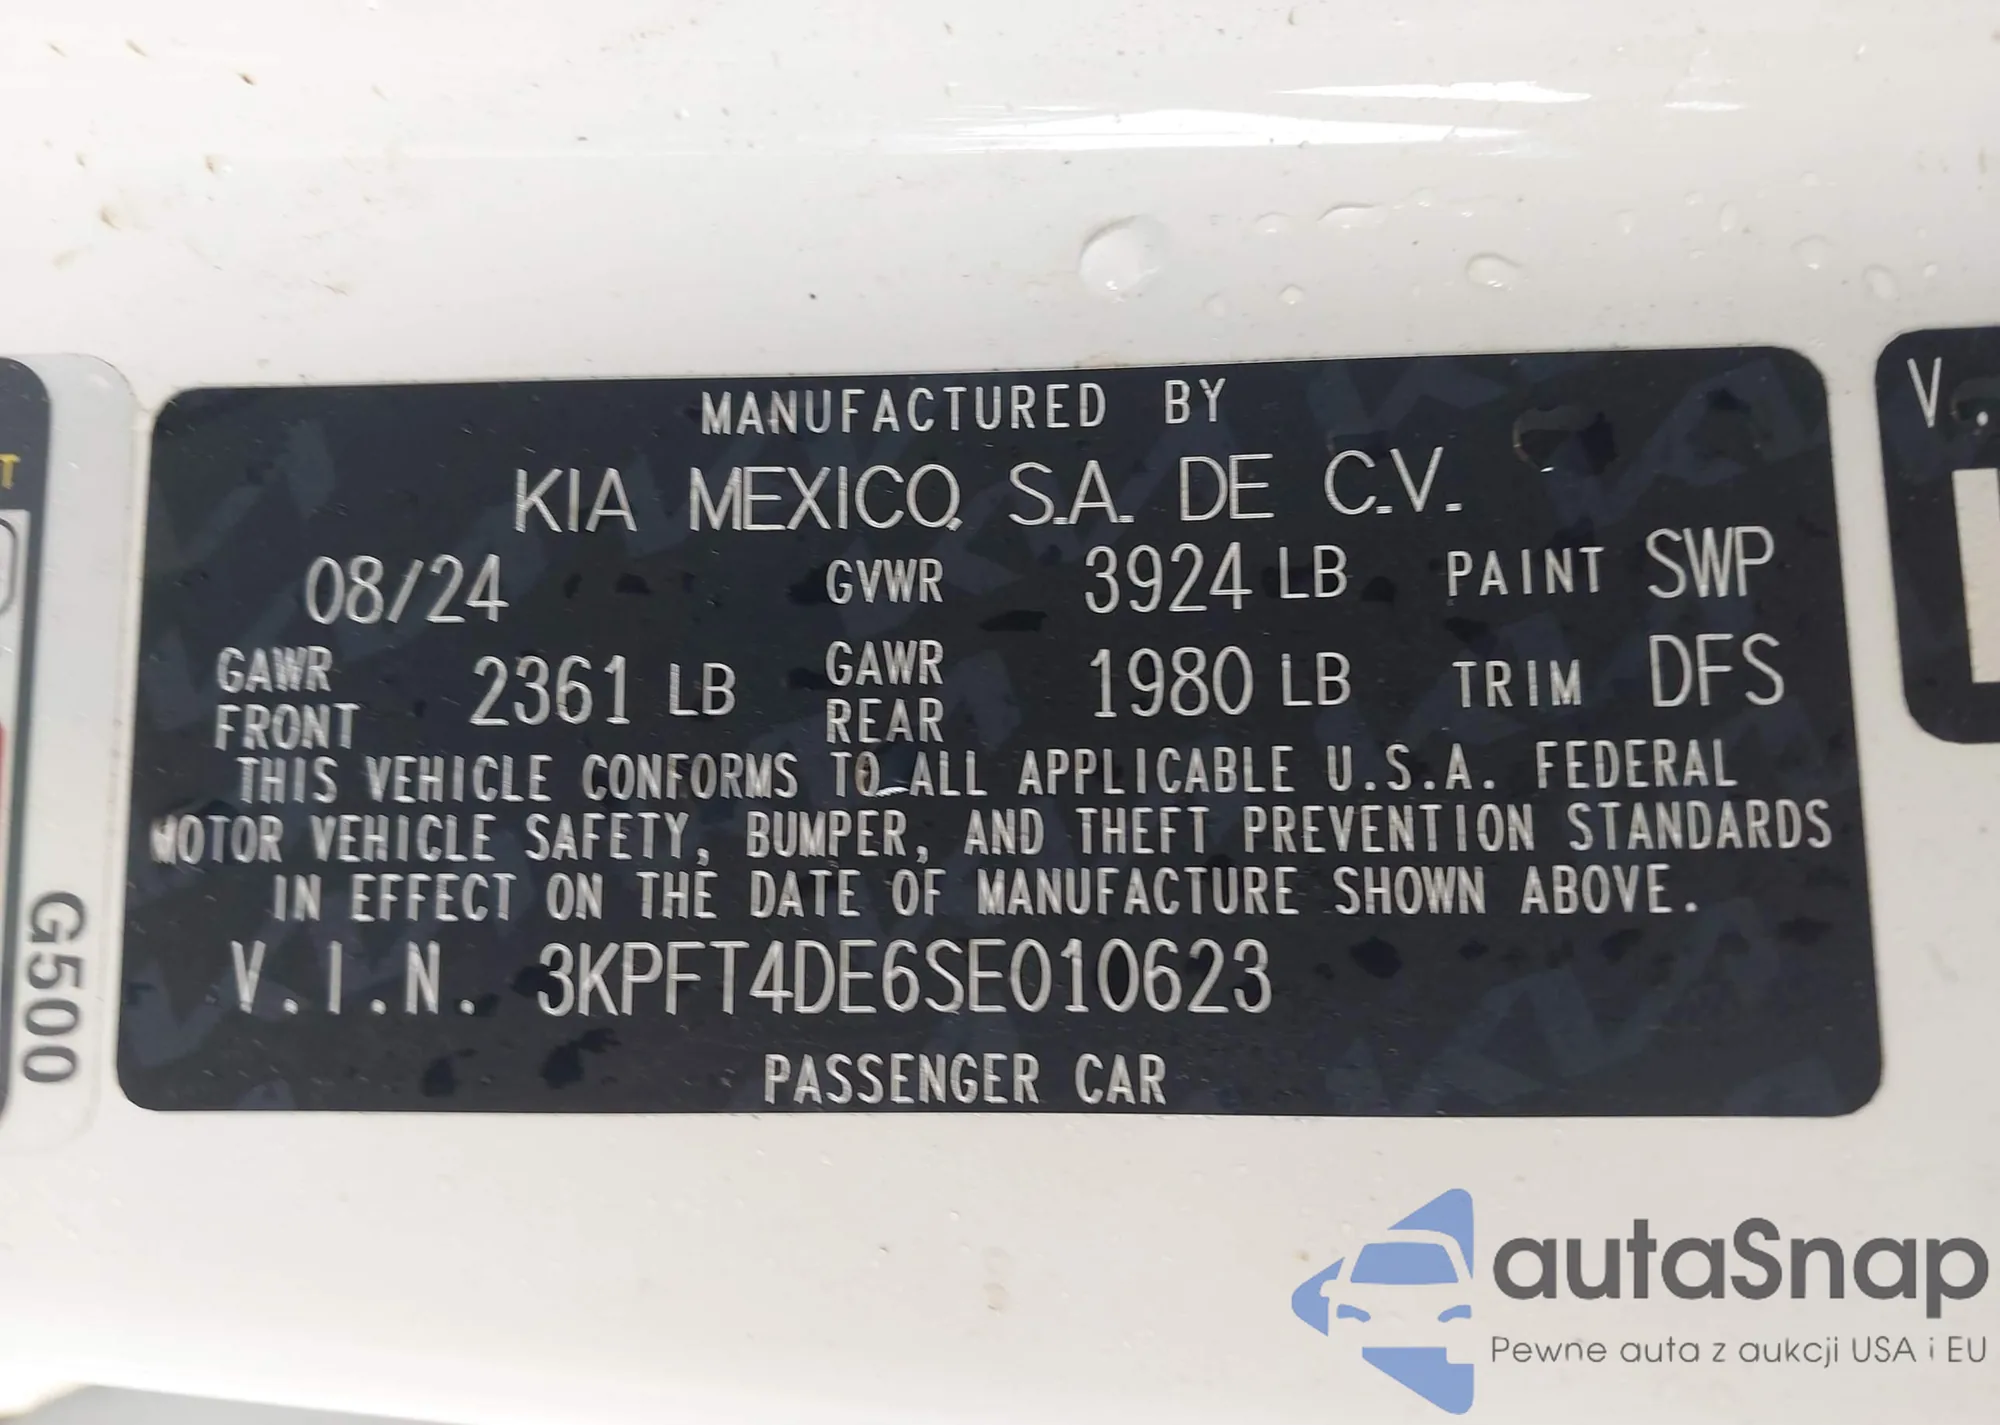 MANUFACTURED BY
KIA MEXICO, S.A. DE C.V.
08/24 GVWR 3924 LB PAINT SWP
GAWR FRONT 2361 LB GAWR REAR 1980 LB TRIM DFS
THIS VEHICLE CONFORMS TO ALL APPLICABLE U.S.A. FEDERAL
MOTOR VEHICLE SAFETY, BUMPER, AND THEFT PREVENTION STANDARDS
IN EFFECT ON THE DATE OF MANUFACTURE SHOWN ABOVE.
V.I.N. 3KPFT4DE6SE010623
PASSENGER CAR
G500
T
V.
autaSnap
Pewne auta z aukcji USA i EU